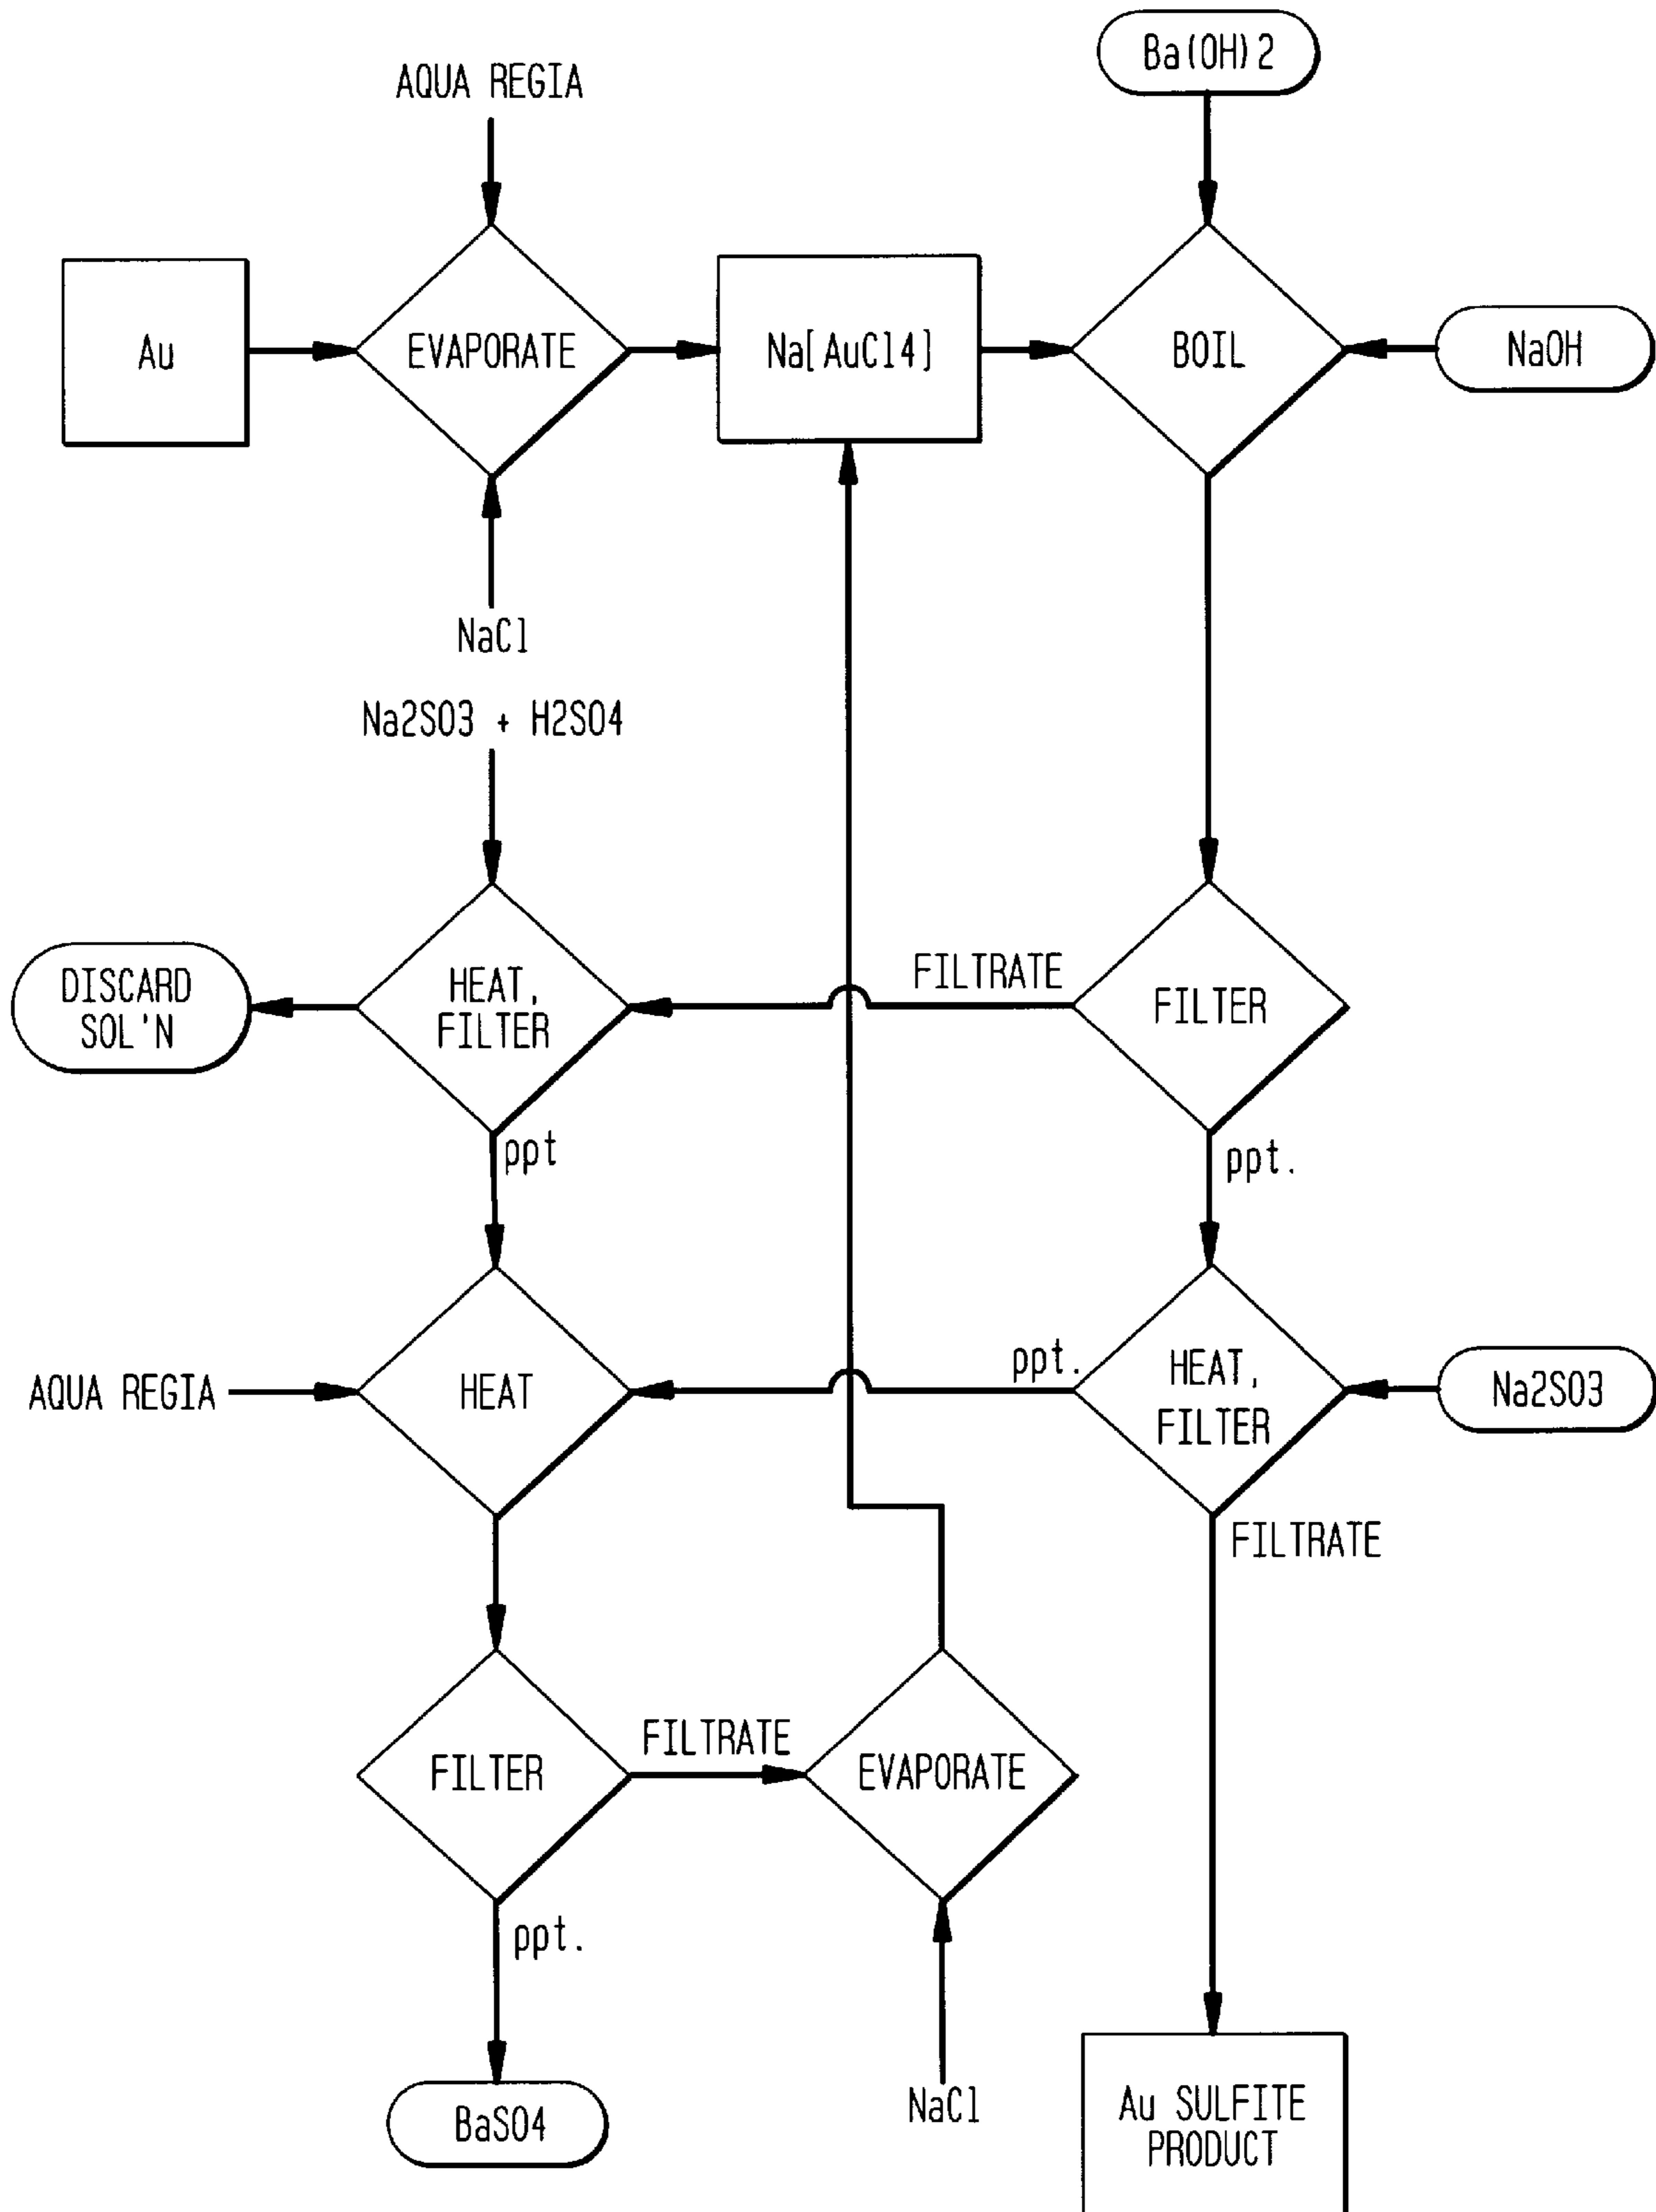 Ba(OH)2
AQUA REGIA
Au
EVAPORATE
Na[AuCl4]
BOIL
NaOH
NaCl
Na2SO3 + H2SO4
DISCARD
SOL'N
HEAT,
FILTER
FILTRATE
FILTER
ppt
ppt.
AQUA REGIA
HEAT
ppt.
HEAT,
FILTER
Na2SO3
FILTRATE
FILTER
FILTRATE
EVAPORATE
ppt.
BaSO4
NaCl
Au SULFITE
PRODUCT